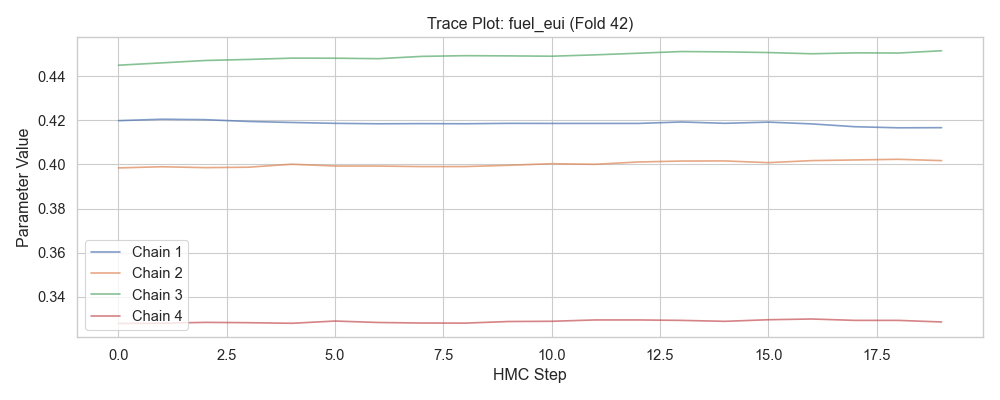 Trace Plot: fuel_eui (Fold 42)
Parameter Value
0.44
0.42
0.40
0.38
0.36
0.34
Chain 1
Chain 2
Chain 3
Chain 4
0.0 2.5 5.0 7.5 10.0 12.5 15.0 17.5
HMC Step